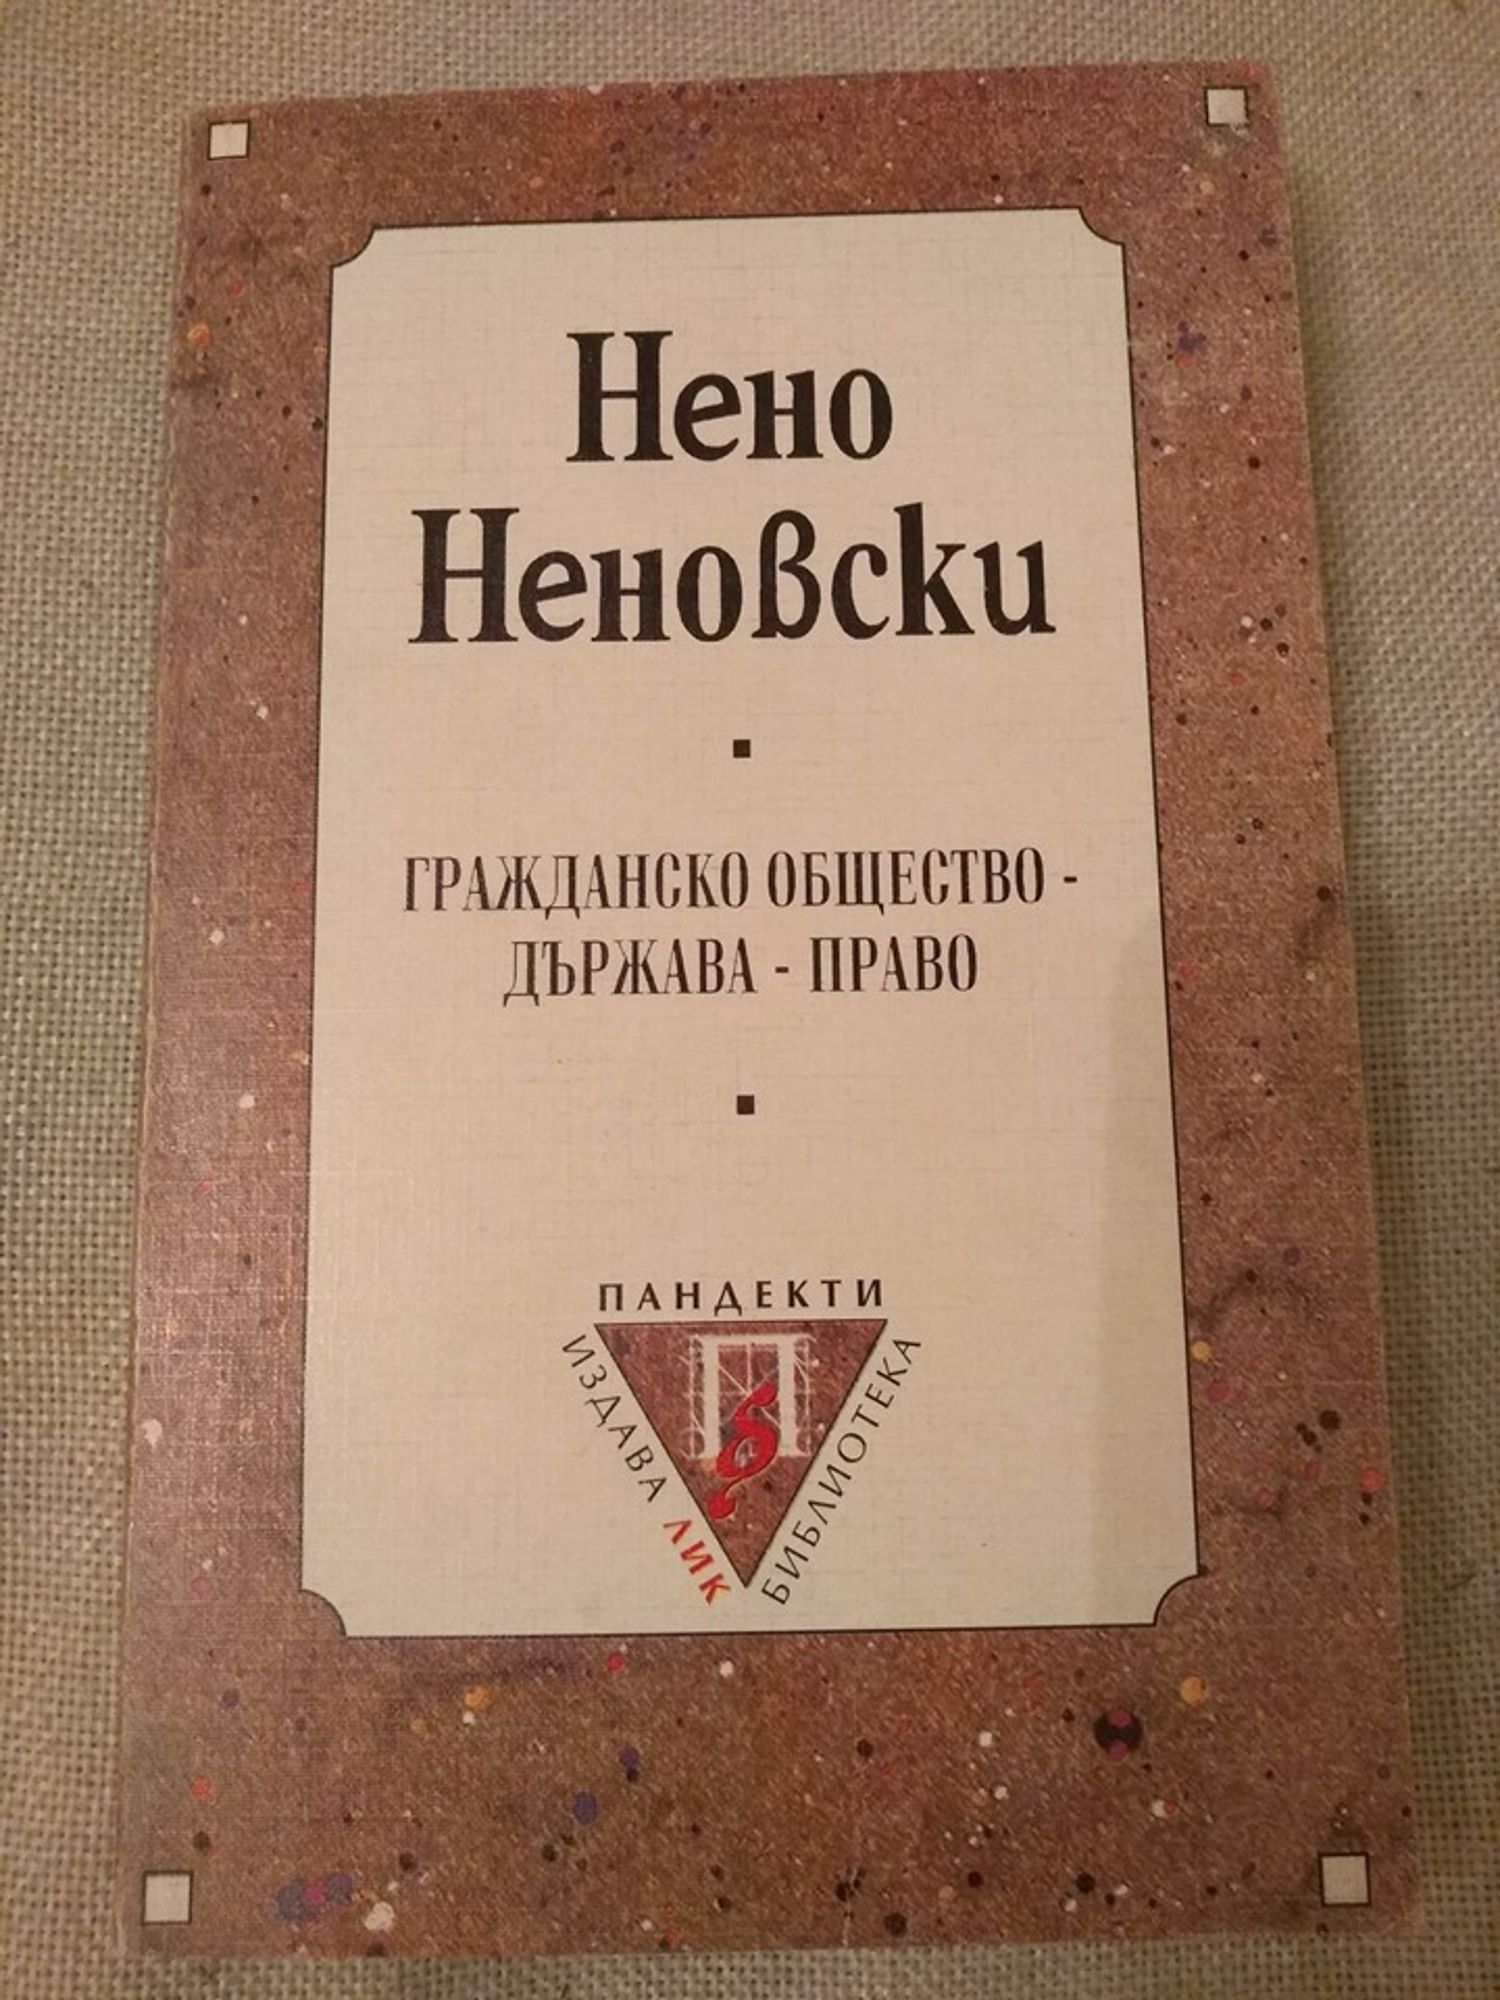 Нено
Неновски
ГРАЖДАНСКО ОБЩЕСТВО -
ДЪРЖАВА - ПРАВО
ПАНДЕКТИ
П
б
ИЗДАВА ЛИК
БИБЛИОТЕКА